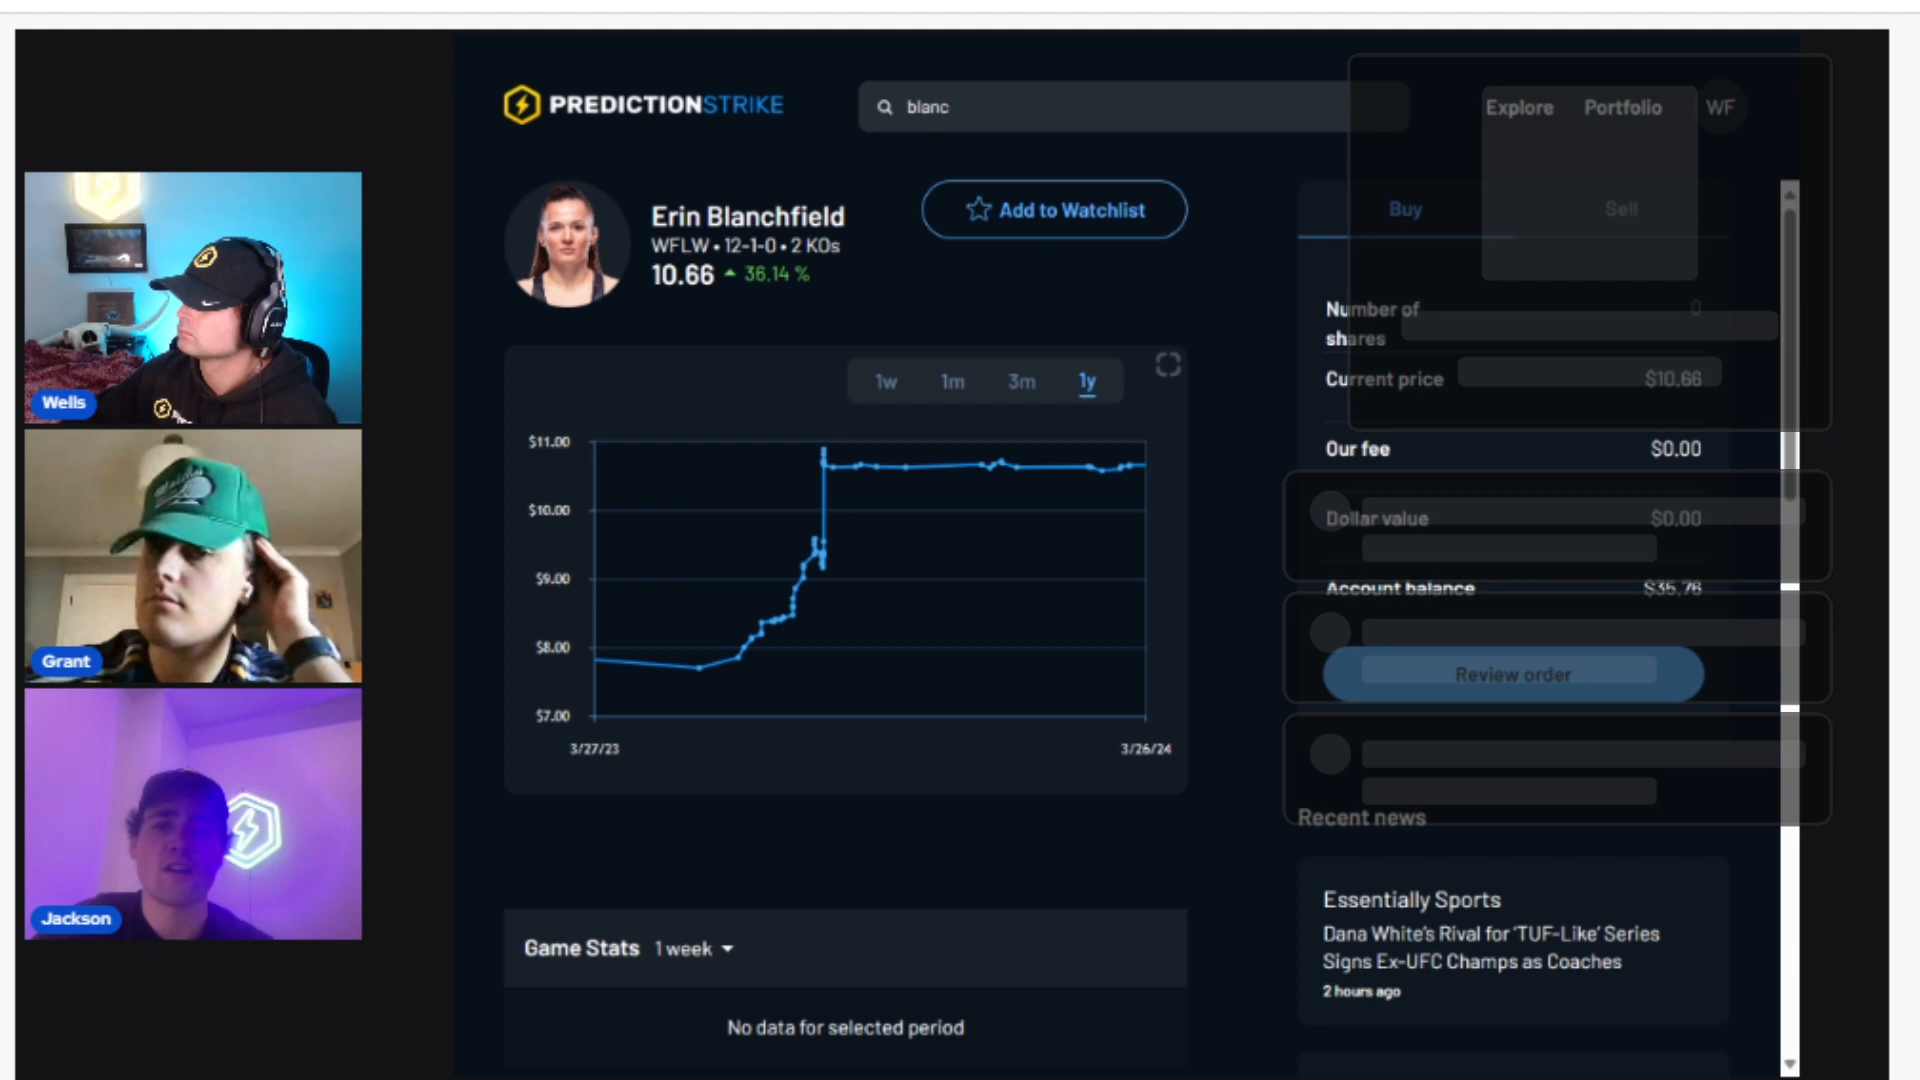 PREDICTIONSTRIKE
blanc
Explore Portfolio WF
Erin Blanchfield
WFLW • 12-1-0 • 2 KOs
10.66 36.14 %
Add to Watchlist
Buy Sell
Number of shares 0
Current price $10.66
Our fee $0.00
Dollar value $0.00
Account balance $35.76
Review order
1w 1m 3m 1y
$11.00
$10.00
$9.00
$8.00
$7.00
3/27/23 3/26/24
Wells
Grant
Jackson
Game Stats 1 week
No data for selected period
Recent news
Essentially Sports
Dana White's Rival for 'TUF-Like' Series
Signs Ex-UFC Champs as Coaches
2 hours ago